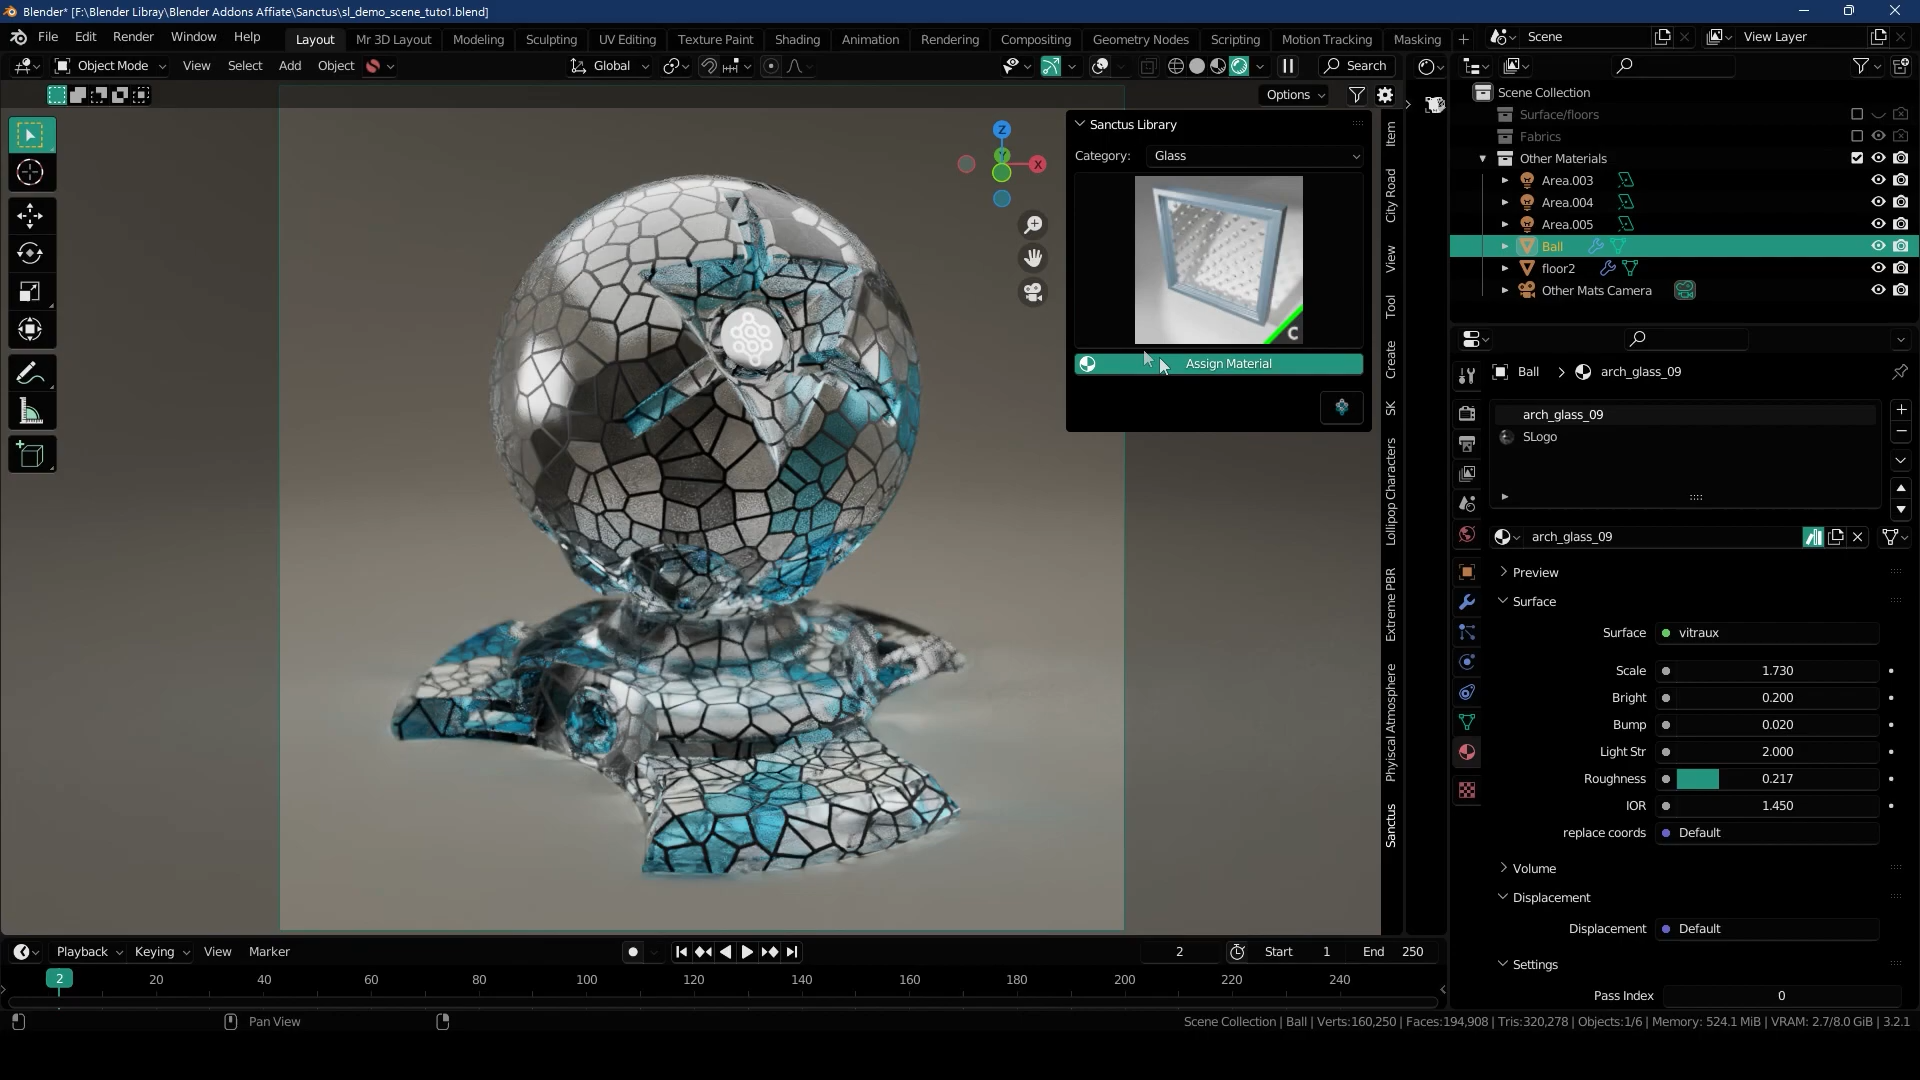 Blender* [F:\Blender Libray\Blender Addons Affiate\Sanctus\sl_demo_scene_tuto1.blend]
File Edit Render Window Help Layout Mr 3D Layout Modeling Sculpting UV Editing Texture Paint Shading Animation Rendering Compositing Geometry Nodes Scripting Motion Tracking Masking + Scene View Layer
Object Mode View Select Add Object Global Search
Options
Sanctus Library
Category: Glass
C
Assign Material
Z
Y
X
Item
City Road
View
Tool
Create
SK
Lollipop Characters
Extreme PBR
Phyiscal Atmosphere
Sanctus
Scene Collection
Surface/floors
Fabrics
Other Materials
Area.003
Area.004
Area.005
Ball
floor2
Other Mats Camera
Ball > arch_glass_09
arch_glass_09
SLogo
arch_glass_09
Preview
Surface
Surface vitraux
Scale 1.730
Bright 0.200
Bump 0.020
Light Str 2.000
Roughness 0.217
IOR 1.450
replace coords Default
Volume
Displacement
Displacement Default
Settings
Pass Index 0
Playback Keying View Marker 2 Start 1 End 250
2 20 40 60 80 100 120 140 160 180 200 220 240
Pan View
Scene Collection | Ball | Verts:160,250 | Faces:194,908 | Tris:320,278 | Objects:1/6 | Memory: 524.1 MiB | VRAM: 2.7/8.0 GiB | 3.2.1